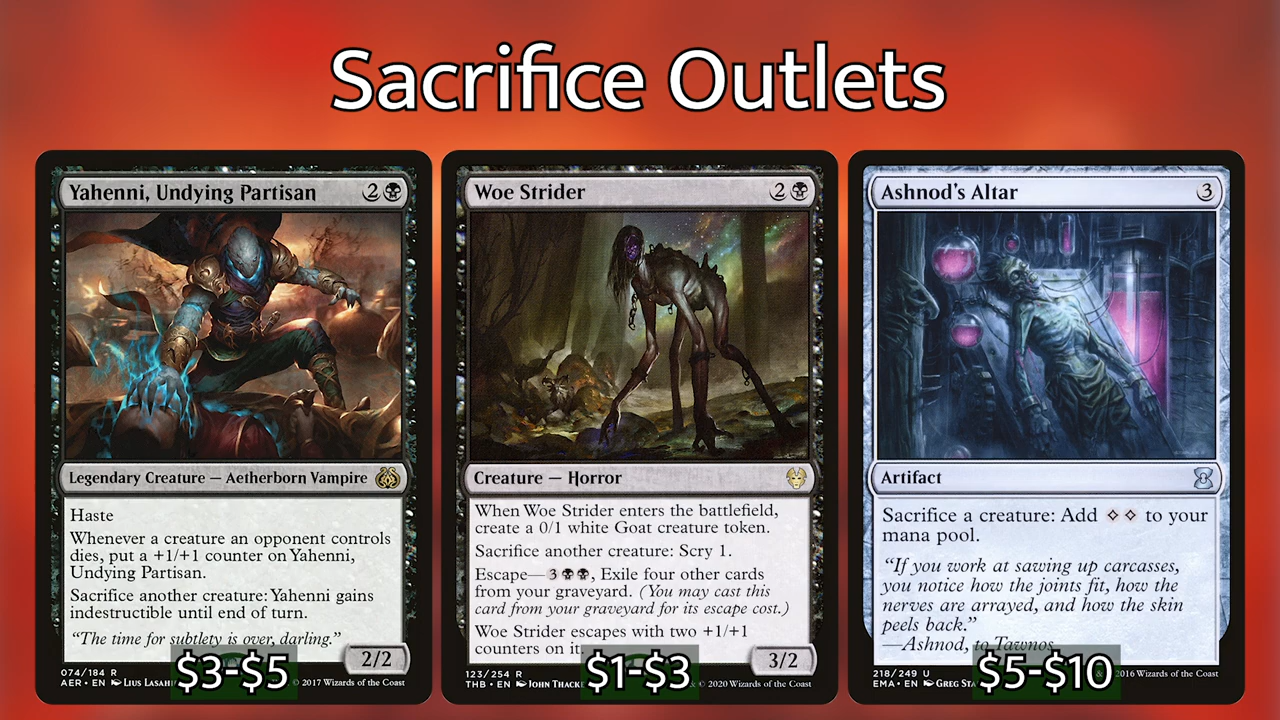 Sacrifice Outlets
Yahenni, Undying Partisan 2
Legendary Creature — Aetherborn Vampire
Haste
Whenever a creature an opponent controls
dies, put a +1/+1 counter on Yahenni,
Undying Partisan.
Sacrifice another creature: Yahenni gains
indestructible until end of turn.
"The time for subtlety is over, darling."
2/2
074/184 R
AER • EN LIUS LASAH
© 2017 Wizards of the Coast
$3-$5
Woe Strider 2
Creature — Horror
When Woe Strider enters the battlefield,
create a 0/1 white Goat creature token.
Sacrifice another creature: Scry 1.
Escape—3, Exile four other cards
from your graveyard. (You may cast this
card from your graveyard for its escape cost.)
Woe Strider escapes with two +1/+1
counters on it.
3/2
123/254 R
THB • EN JOHN THACKE
& © 2020 Wizards of the Coast
$1-$3
Ashnod's Altar 3
Artifact
Sacrifice a creature: Add to your
mana pool.
"If you work at sawing up carcasses,
you notice how the joints fit, how the
nerves are arrayed, and how the skin
peels back."
—Ashnod, to Tawnos
218/249 U
EMA • EN GREG STA
2016 Wizards of the Coast
$5-$10